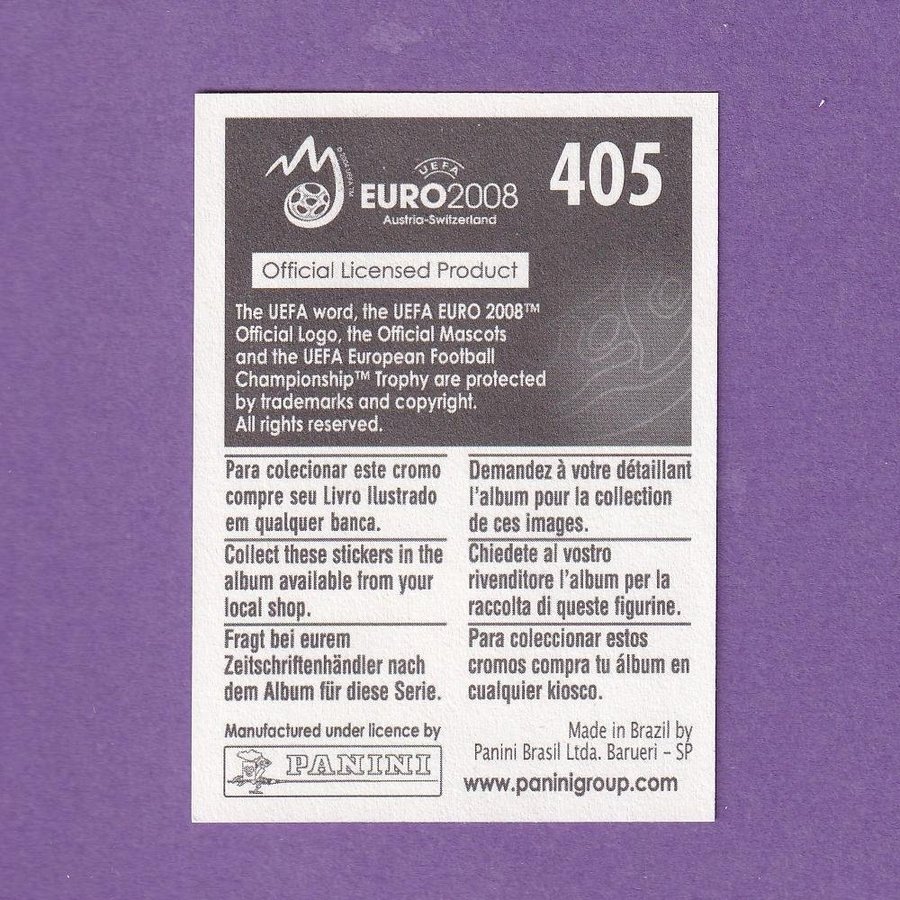 UEFA
EURO2008
Austria-Switzerland
405
Official Licensed Product
The UEFA word, the UEFA EURO 2008™
Official Logo, the Official Mascots
and the UEFA European Football
Championship™ Trophy are protected
by trademarks and copyright.
All rights reserved.
Para colecionar este cromo
compre seu Livro Ilustrado
em qualquer banca.
Demandez à votre détaillant
l'album pour la collection
de ces images.
Collect these stickers in the
album available from your
local shop.
Chiedete al vostro
rivenditore l'album per la
raccolta di queste figurine.
Fragt bei eurem
Zeitschriftenhändler nach
dem Album für diese Serie.
Para coleccionar estos
cromos compra tu álbum en
cualquier kiosco.
Manufactured under licence by
PANINI
Made in Brazil by
Panini Brasil Ltda. Barueri – SP
www.paninigroup.com